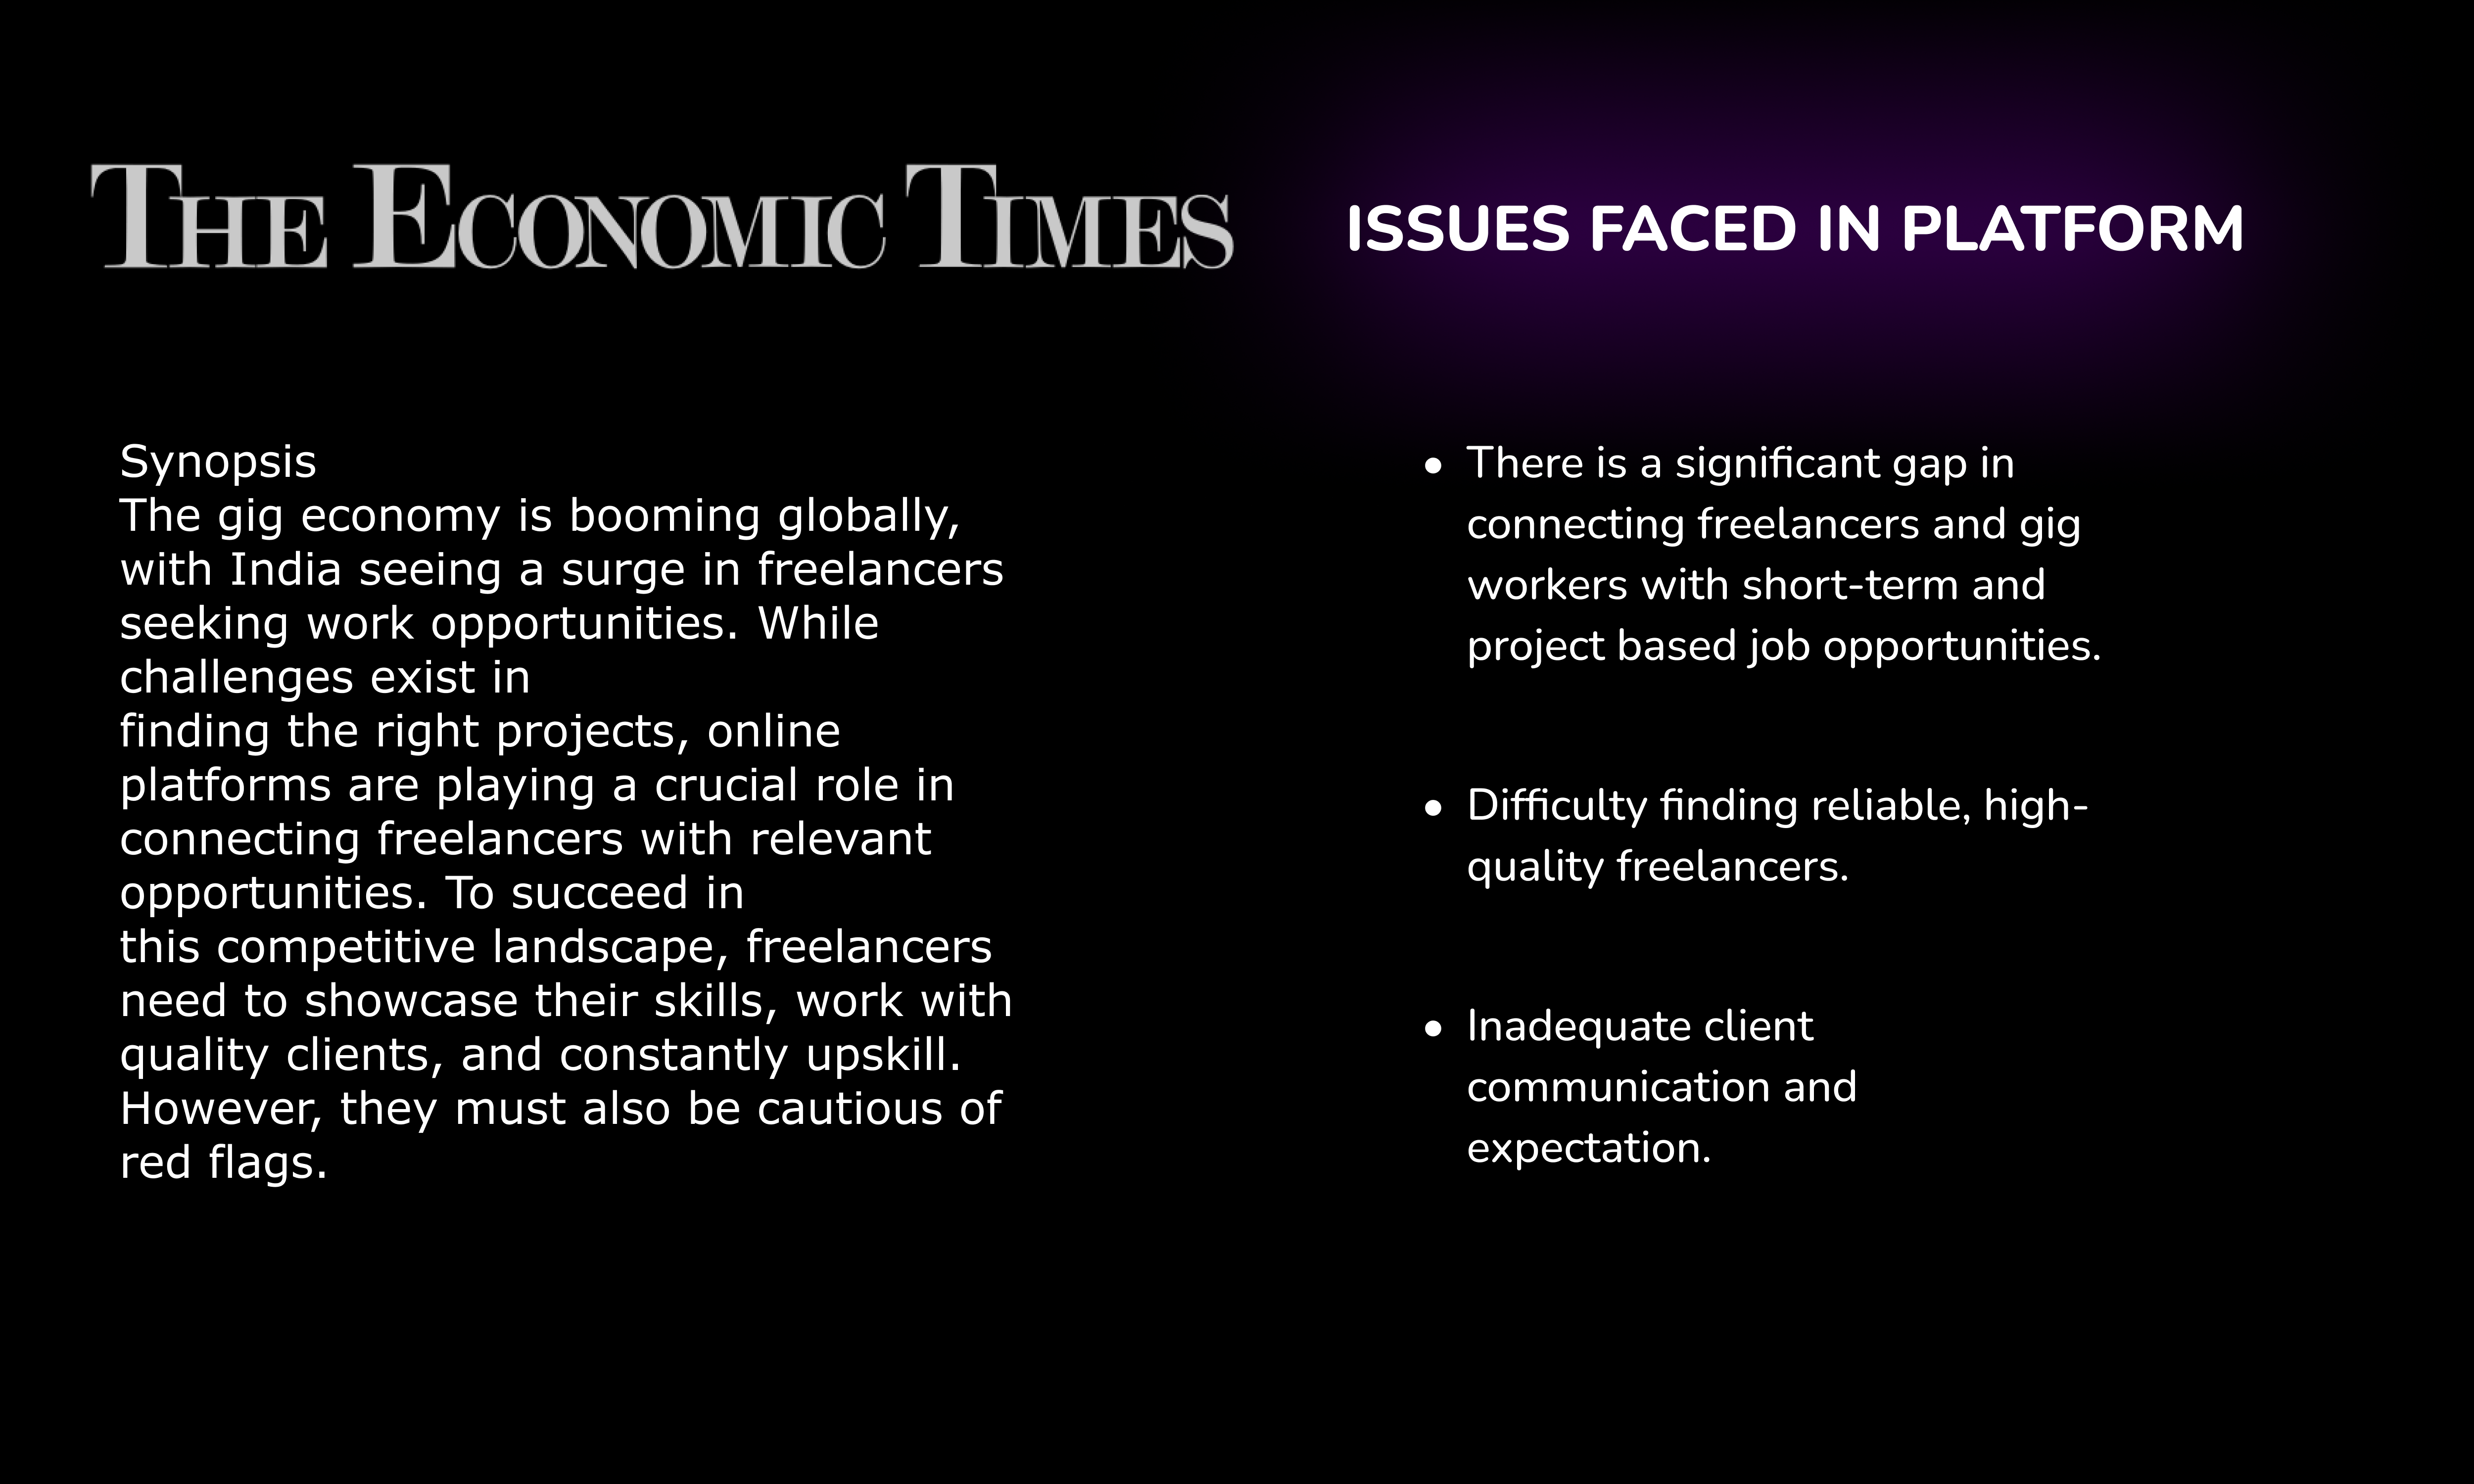 THE ECONOMIC TIMES
Synopsis
The gig economy is booming globally,
with India seeing a surge in freelancers
seeking work opportunities. While
challenges exist in
finding the right projects, online
platforms are playing a crucial role in
connecting freelancers with relevant
opportunities. To succeed in
this competitive landscape, freelancers
need to showcase their skills, work with
quality clients, and constantly upskill.
However, they must also be cautious of
red flags.
ISSUES FACED IN PLATFORM
• There is a significant gap in
connecting freelancers and gig
workers with short-term and
project based job opportunities.
• Difficulty finding reliable, high-
quality freelancers.
• Inadequate client
communication and
expectation.